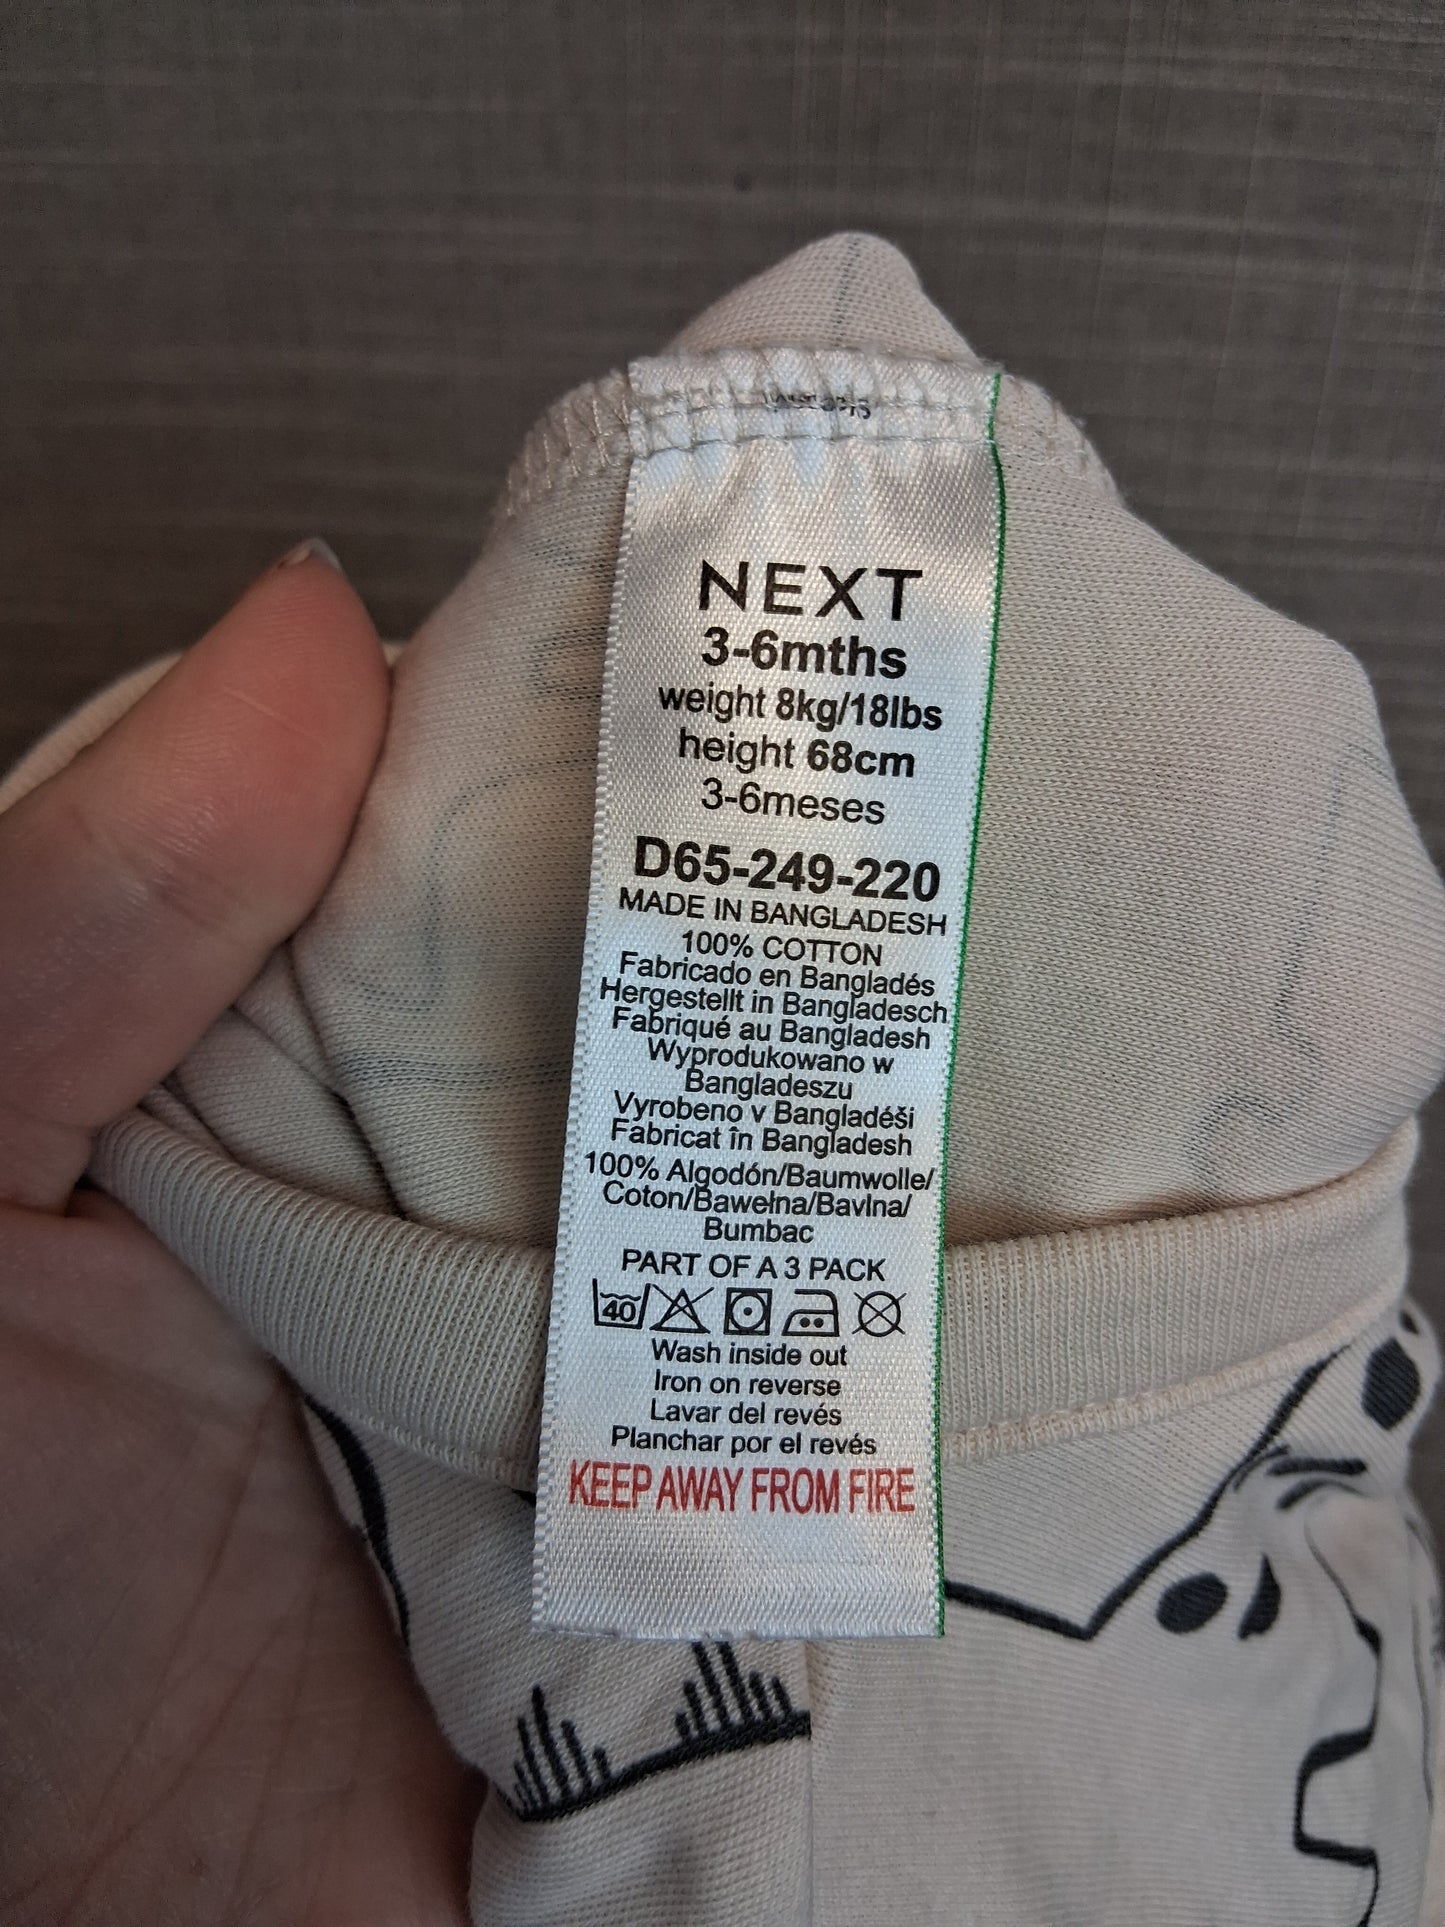 NEXT
3-6mths
weight 8kg/18lbs
height 68cm
3-6meses
D65-249-220
MADE IN BANGLADESH
100% COTTON
Fabricado en Bangladés
Hergestellt in Bangladesch
Fabriqué au Bangladesh
Wyprodukowano w
Bangladeszu
Vyrobeno v Bangladéši
Fabricat în Bangladesh
100% Algodón/Baumwolle/
Coton/Bawełna/Bavlna/
Bumbac
PART OF A 3 PACK
40
Wash inside out
Iron on reverse
Lavar del revés
Planchar por el revés
KEEP AWAY FROM FIRE